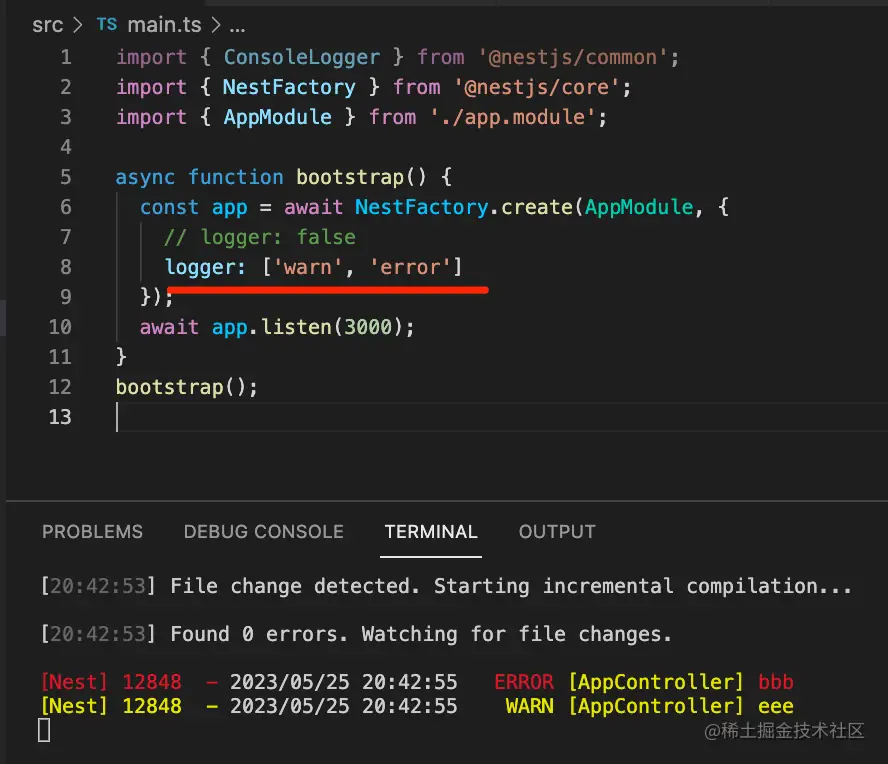 src > TS main.ts > ...
1 import { ConsoleLogger } from '@nestjs/common';
2 import { NestFactory } from '@nestjs/core';
3 import { AppModule } from './app.module';
4
5 async function bootstrap() {
6 const app = await NestFactory.create(AppModule, {
7 // logger: false
8 logger: ['warn', 'error']
9 });
10 await app.listen(3000);
11 }
12 bootstrap();
13
PROBLEMS DEBUG CONSOLE TERMINAL OUTPUT
[20:42:53] File change detected. Starting incremental compilation...
[20:42:53] Found 0 errors. Watching for file changes.
[Nest] 12848 - 2023/05/25 20:42:55 ERROR [AppController] bbb
[Nest] 12848 - 2023/05/25 20:42:55 WARN [AppController] eee
@稀土掘金技术社区